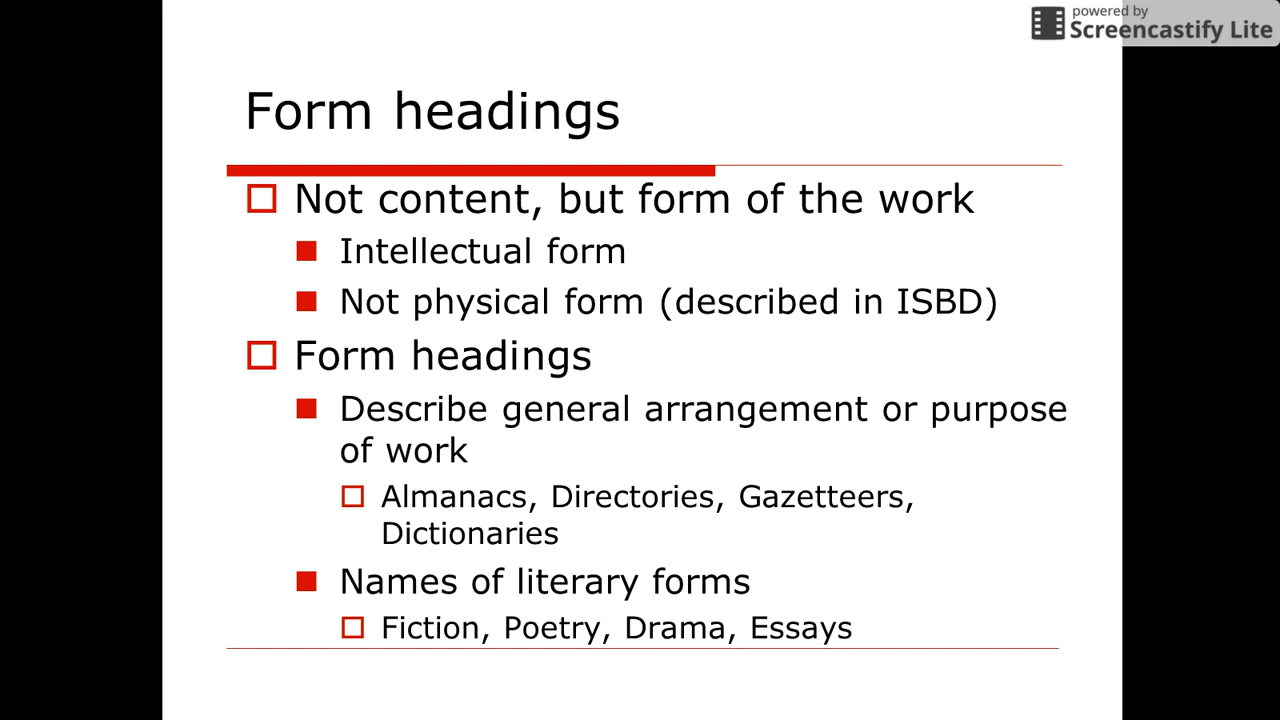 powered by
Screencastify Lite
Form headings
Not content, but form of the work
Intellectual form
Not physical form (described in ISBD)
Form headings
Describe general arrangement or purpose
of work
Almanacs, Directories, Gazetteers,
Dictionaries
Names of literary forms
Fiction, Poetry, Drama, Essays